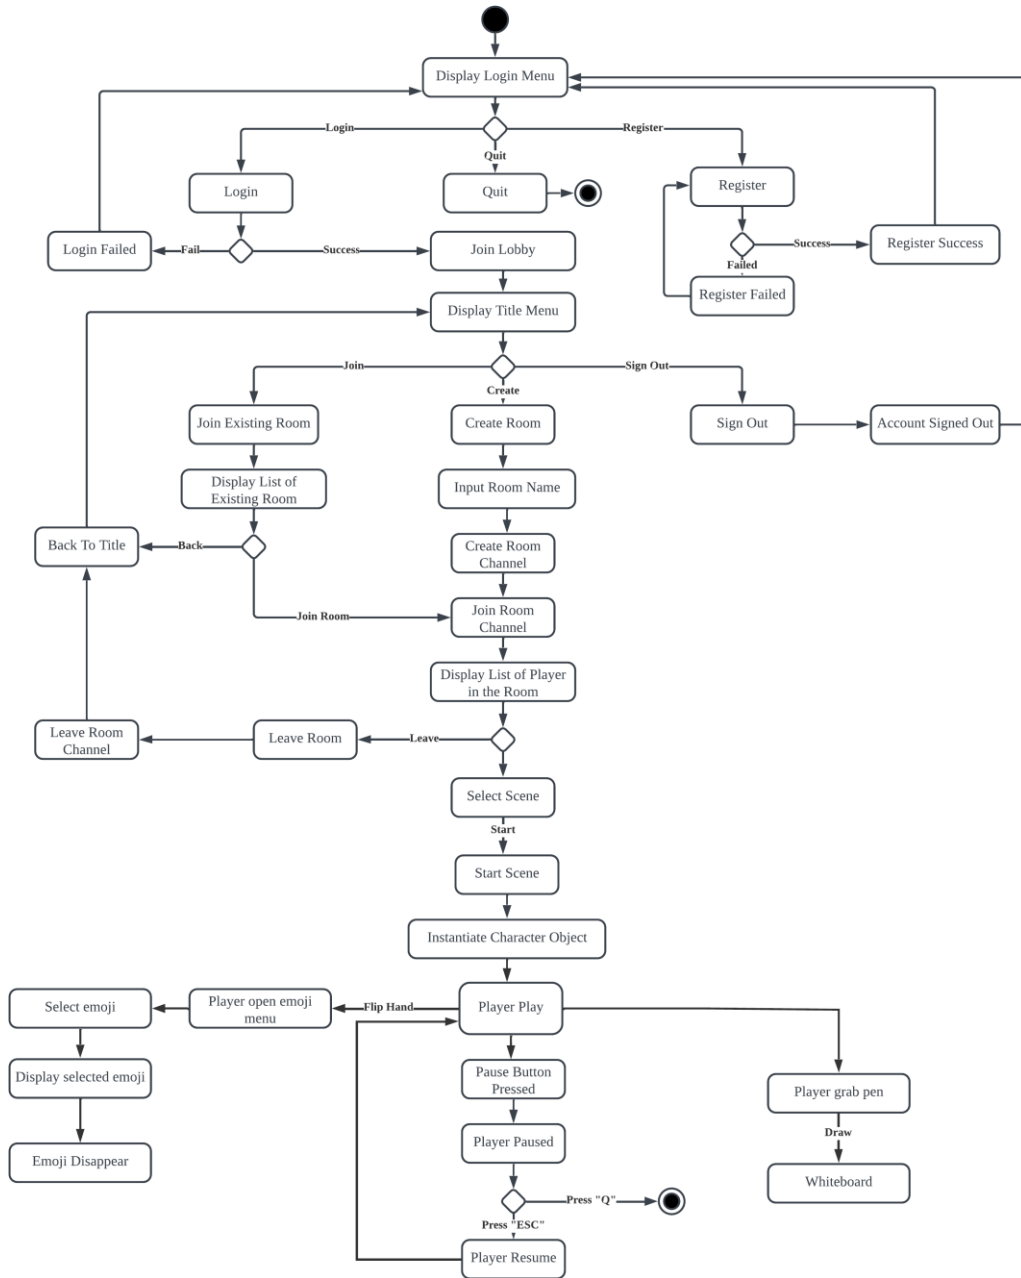 Display Login Menu
Login
Register
Quit
Login
Quit
Register
Login Failed
Fail
Success
Join Lobby
Success
Register Success
Failed
Register Failed
Display Title Menu
Join
Create
Sign Out
Join Existing Room
Create Room
Sign Out
Account Signed Out
Display List of
Existing Room
Input Room Name
Back To Title
Back
Create Room
Channel
Join Room
Join Room
Channel
Display List of Player
in the Room
Leave Room
Channel
Leave Room
Leave
Select Scene
Start
Start Scene
Instantiate Character Object
Select emoji
Player open emoji
menu
Flip Hand
Player Play
Display selected emoji
Pause Button
Pressed
Player grab pen
Draw
Emoji Disappear
Player Paused
Whiteboard
Press "Q"
Press "ESC"
Player Resume